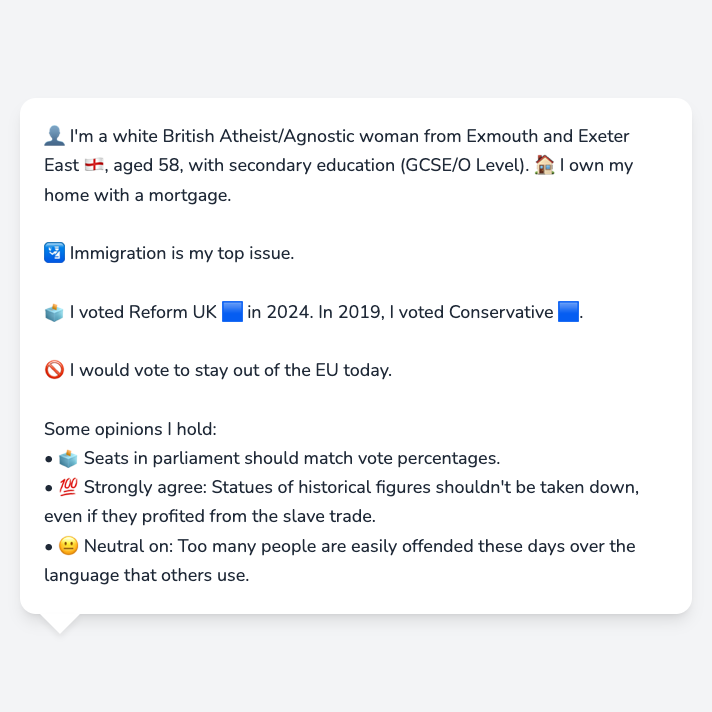 👤 I'm a white British Atheist/Agnostic woman from Exmouth and Exeter
East 🏴󠁧󠁢󠁥󠁮󠁧󠁿, aged 58, with secondary education (GCSE/O Level). 🏠 I own my
home with a mortgage.
🛂 Immigration is my top issue.
🗳️ I voted Reform UK 🟦 in 2024. In 2019, I voted Conservative 🟦.
🚫 I would vote to stay out of the EU today.
Some opinions I hold:
• 🗳️ Seats in parliament should match vote percentages.
• 💯 Strongly agree: Statues of historical figures shouldn't be taken down,
even if they profited from the slave trade.
• 😐 Neutral on: Too many people are easily offended these days over the
language that others use.